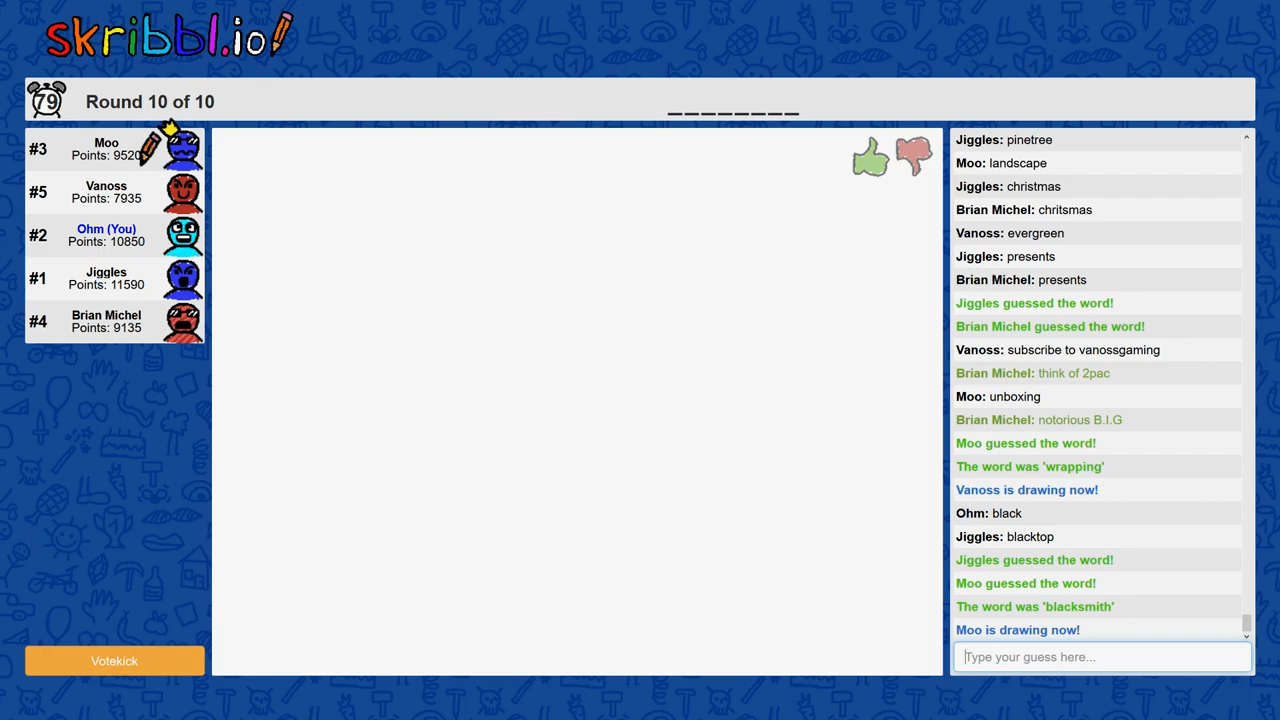 skribbl.io
79
Round 10 of 10
________
#3
Moo
Points: 9520
#5
Vanoss
Points: 7935
#2
Ohm (You)
Points: 10850
#1
Jiggles
Points: 11590
#4
Brian Michel
Points: 9135
Votekick
Jiggles: pinetree
Moo: landscape
Jiggles: christmas
Brian Michel: chritsmas
Vanoss: evergreen
Jiggles: presents
Brian Michel: presents
Jiggles guessed the word!
Brian Michel guessed the word!
Vanoss: subscribe to vanossgaming
Brian Michel: think of 2pac
Moo: unboxing
Brian Michel: notorious B.I.G
Moo guessed the word!
The word was 'wrapping'
Vanoss is drawing now!
Ohm: black
Jiggles: blacktop
Jiggles guessed the word!
Moo guessed the word!
The word was 'blacksmith'
Moo is drawing now!
Type your guess here...